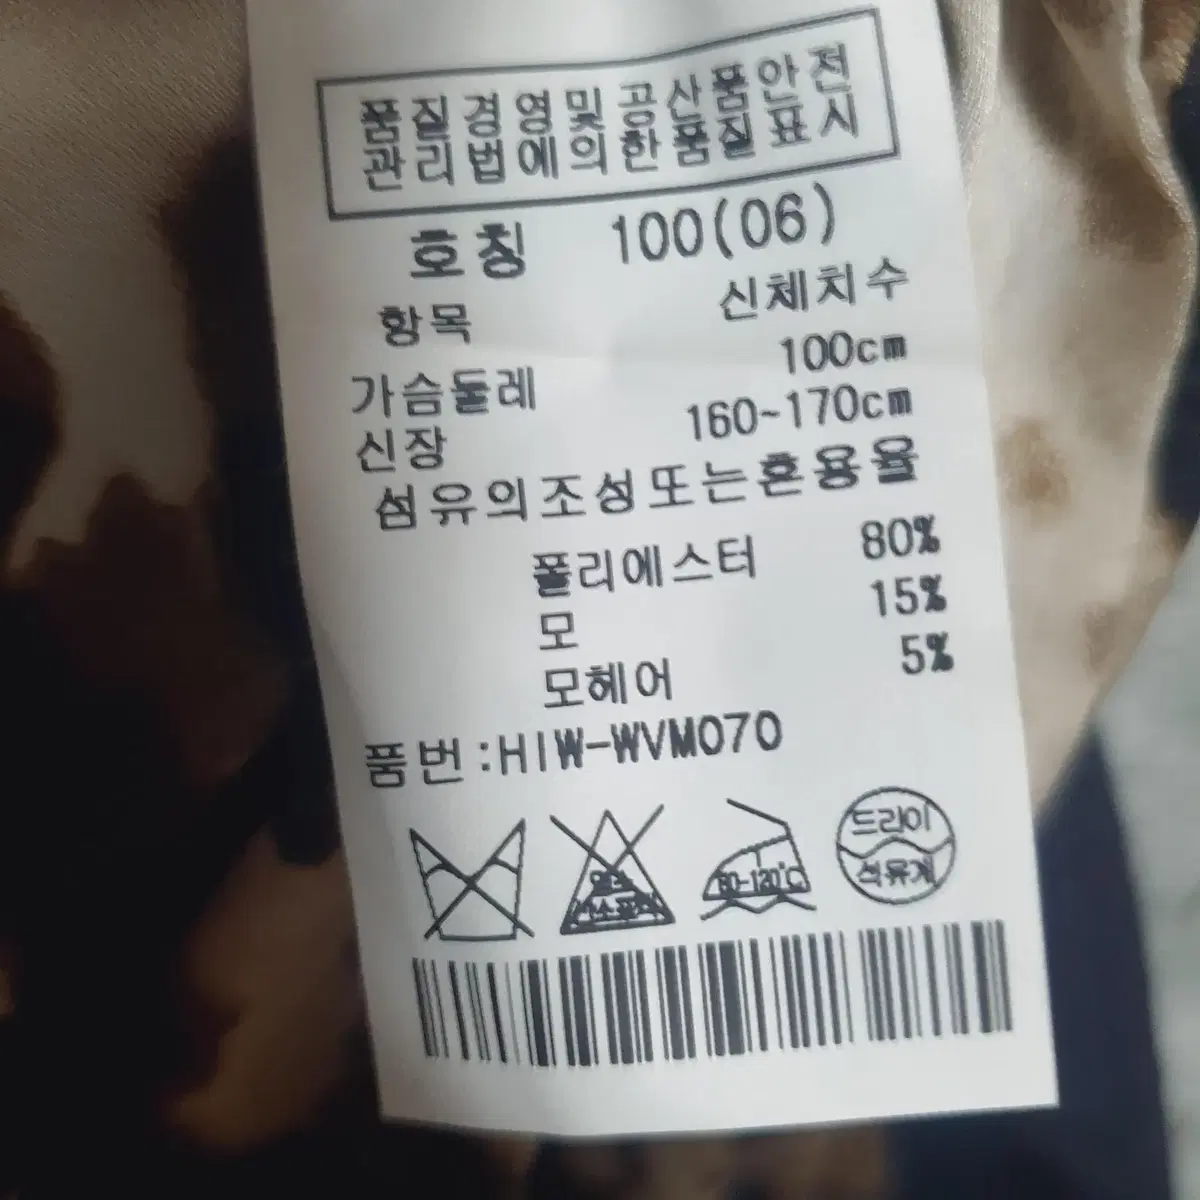 품질경영및공산품안전
관리법에의한품질표시
호칭 100(06)
항목 신체치수
가슴둘레 100cm
신장 160~170cm
섬유의조성또는혼용율
폴리에스터 80%
모 15%
모헤어 5%
품번:HIW-WVM070
80-120℃
드라이
석유계